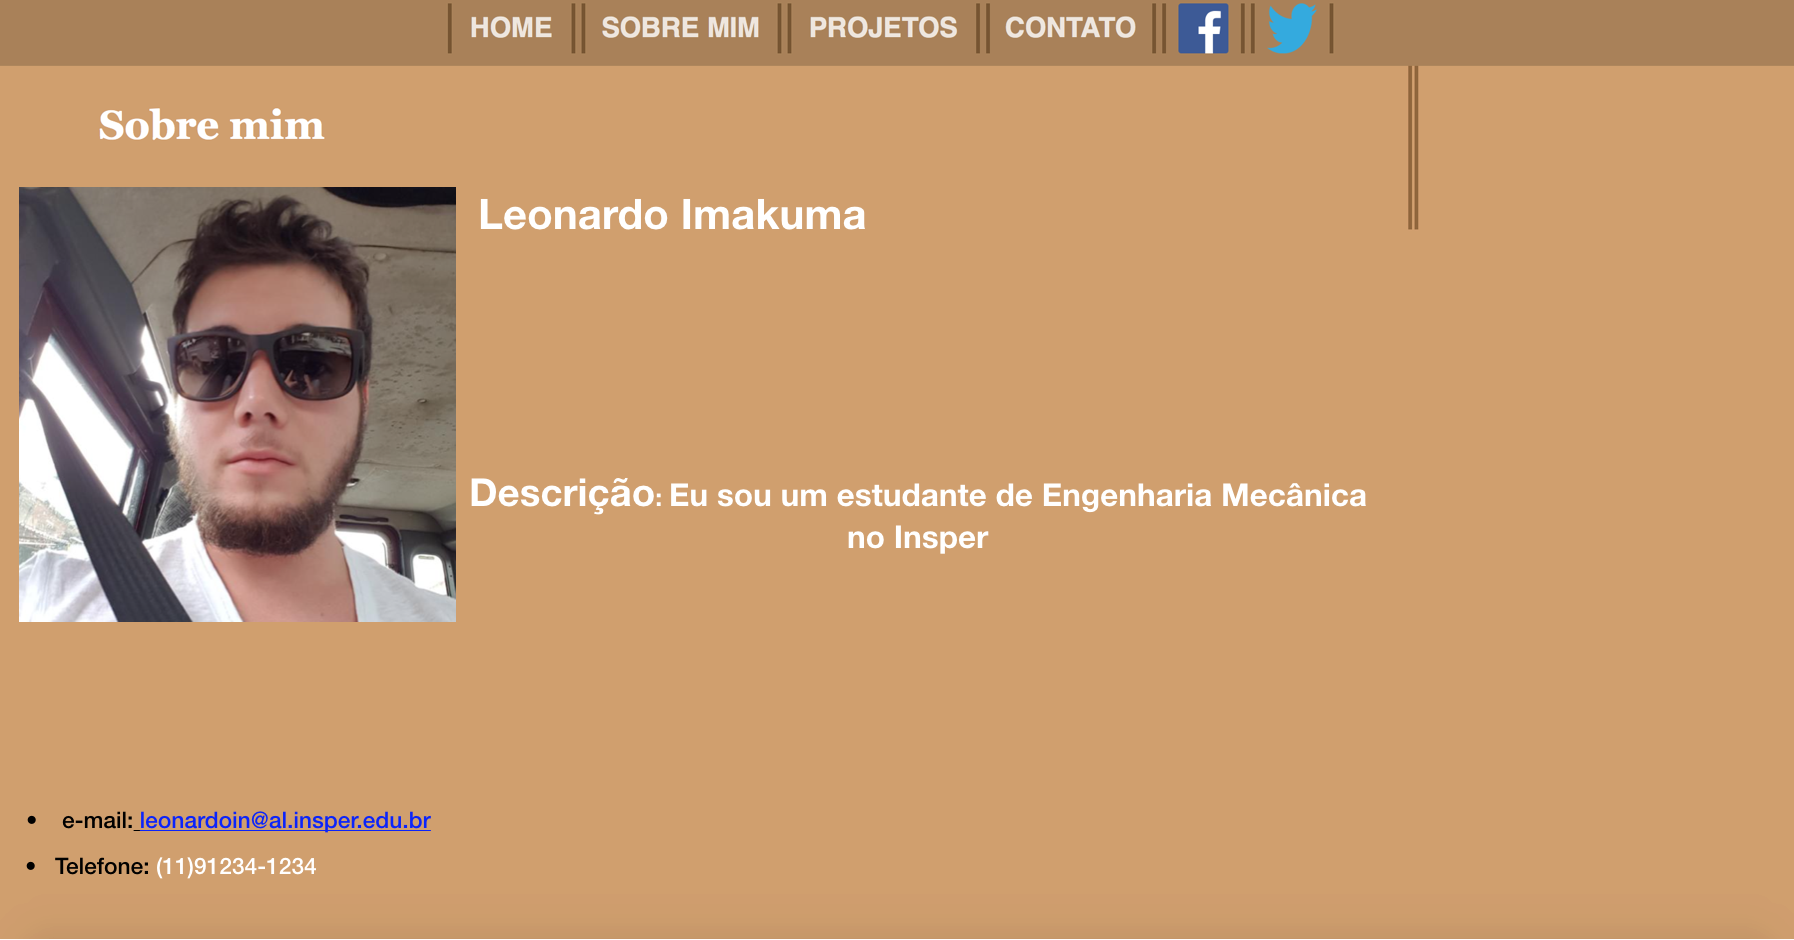 HOME SOBRE MIM PROJETOS CONTATO
Sobre mim
Leonardo Imakuma
Descrição: Eu sou um estudante de Engenharia Mecânica
no Insper
e-mail: leonardoin@al.insper.edu.br
Telefone: (11)91234-1234